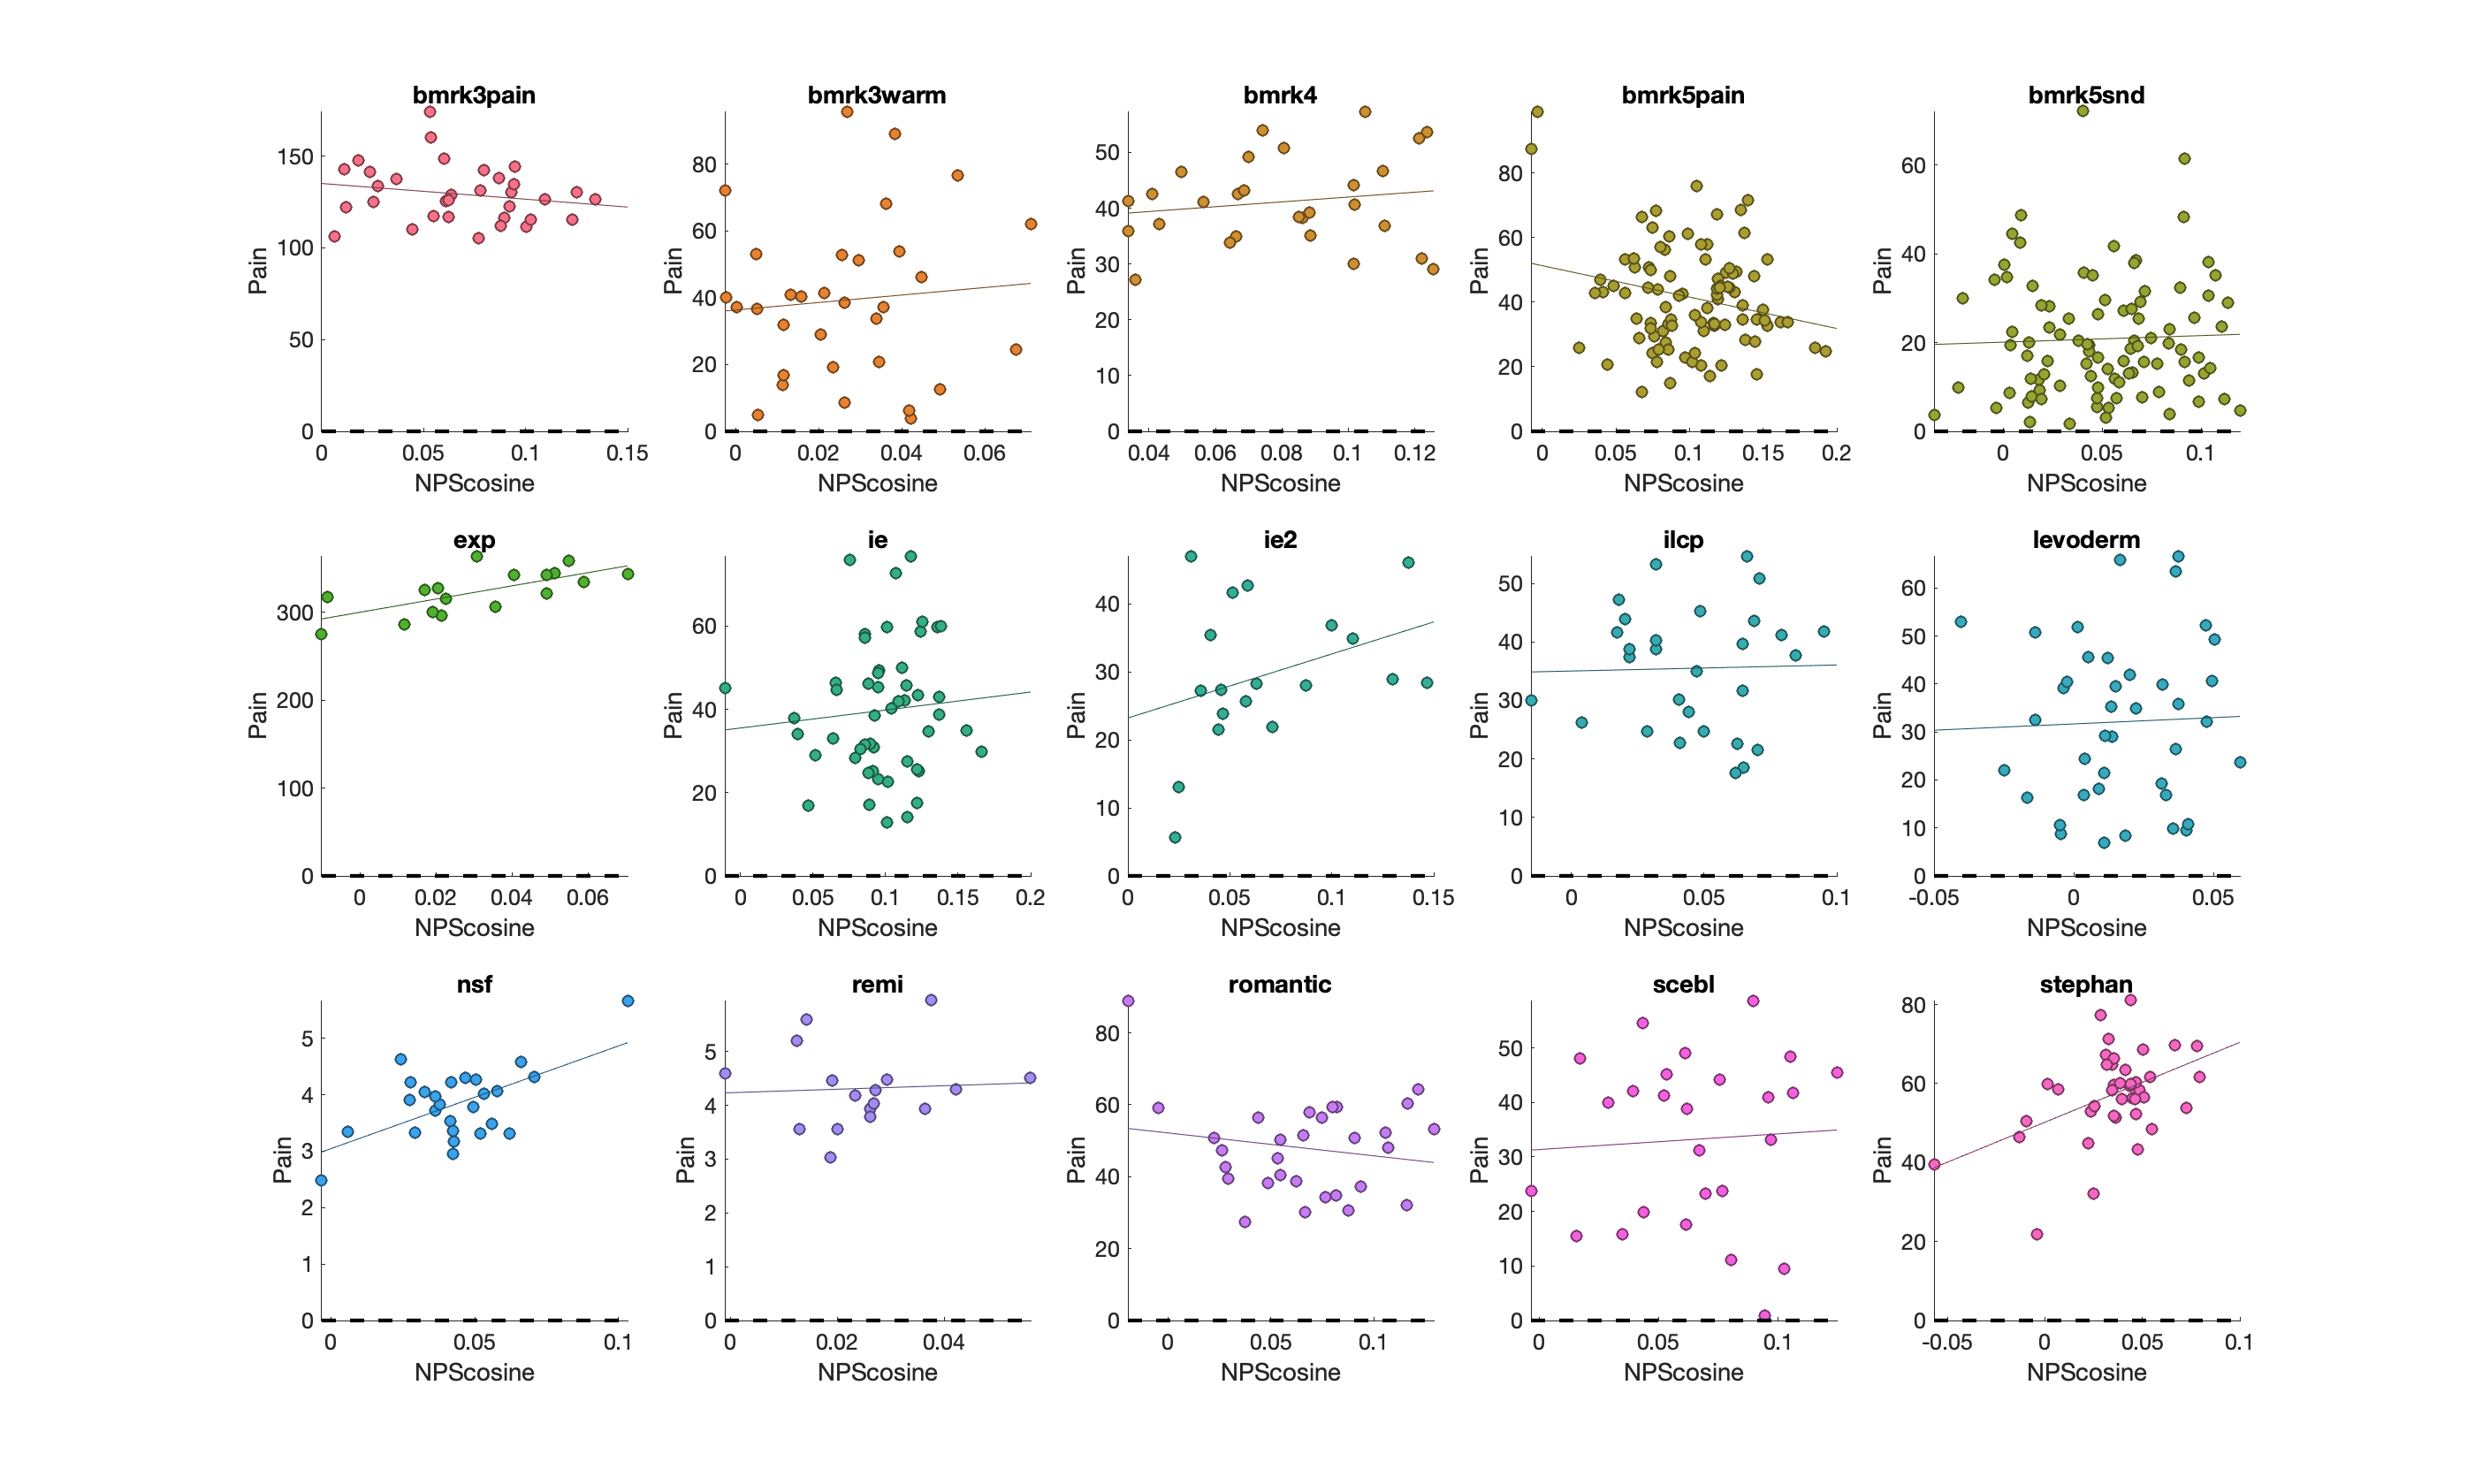 bmrk3pain bmrk3warm bmrk4 bmrk5pain bmrk5snd
Pain 150 100 50 0
0 0.05 0.1 0.15
NPScosine
Pain 80 60 40 20 0
0 0.02 0.04 0.06
NPScosine
Pain 50 40 30 20 10 0
0.04 0.06 0.08 0.1 0.12
NPScosine
Pain 80 60 40 20 0
0 0.05 0.1 0.15 0.2
NPScosine
Pain 60 40 20 0
0 0.05 0.1
NPScosine
exp ie ie2 ilcp levoderm
Pain 300 200 100 0
0 0.02 0.04 0.06
NPScosine
Pain 60 40 20 0
0 0.05 0.1 0.15 0.2
NPScosine
Pain 40 30 20 10 0
0 0.05 0.1 0.15
NPScosine
Pain 50 40 30 20 10 0
0 0.05 0.1
NPScosine
Pain 60 50 40 30 20 10 0
-0.05 0 0.05
NPScosine
nsf remi romantic scebl stephan
Pain 5 4 3 2 1 0
0 0.05 0.1
NPScosine
Pain 5 4 3 2 1 0
0 0.02 0.04
NPScosine
Pain 80 60 40 20 0
0 0.05 0.1
NPScosine
Pain 50 40 30 20 10 0
0 0.05 0.1
NPScosine
Pain 80 60 40 20 0
-0.05 0 0.05 0.1
NPScosine